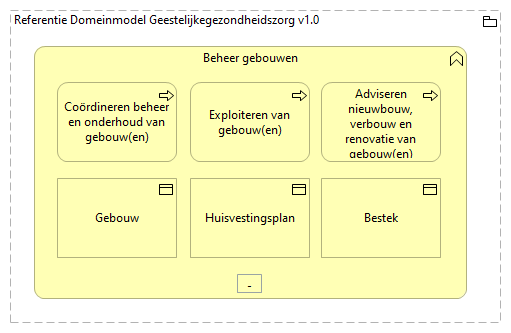 Referentie Domeinmodel Geestelijkegezondheidszorg v1.0
Beheer gebouwen
Coördineren beheer
en onderhoud van
gebouw(en)
Exploiteren van
gebouw(en)
Adviseren
nieuwbouw,
verbouw en
renovatie van
gebouw(en)
Gebouw
Huisvestingsplan
Bestek
-